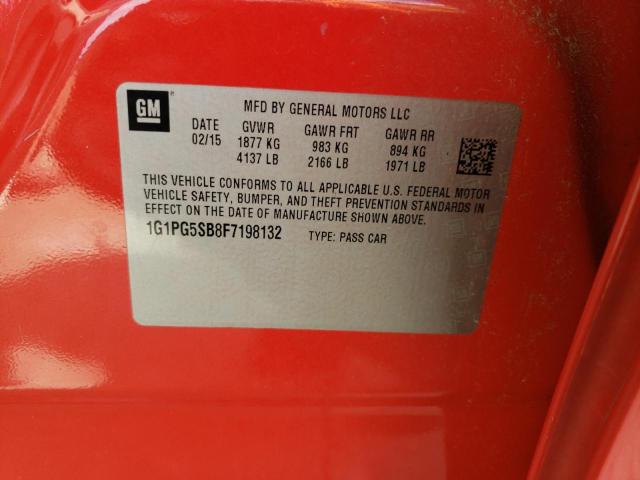 GM
MFD BY GENERAL MOTORS LLC
DATE GVWR GAWR FRT GAWR RR
02/15 1877 KG 983 KG 894 KG
4137 LB 2166 LB 1971 LB
THIS VEHICLE CONFORMS TO ALL APPLICABLE U.S. FEDERAL MOTOR
VEHICLE SAFETY, BUMPER, AND THEFT PREVENTION STANDARDS IN
EFFECT ON THE DATE OF MANUFACTURE SHOWN ABOVE.
1G1PG5SB8F7198132 TYPE: PASS CAR